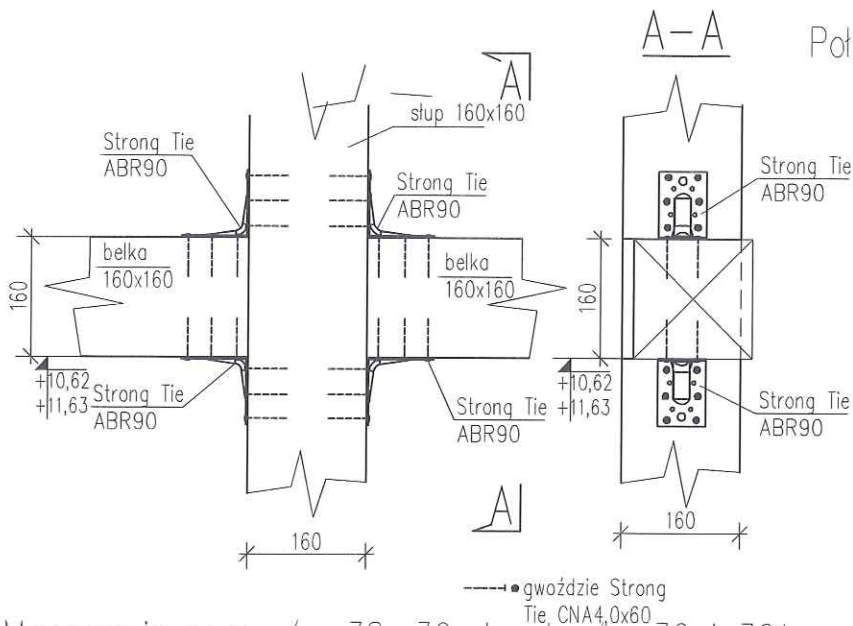 A-A
Poł
A
słup 160x160
Strong Tie
ABR90
Strong Tie
ABR90
Strong Tie
ABR90
belka
160x160
belka
160x160
160
160
+10,62
+11,63
Strong Tie
ABR90
Strong Tie
ABR90
+10,62
+11,63
Strong Tie
ABR90
A
160
160
gwoździe Strong
Tie CNA4,0x60